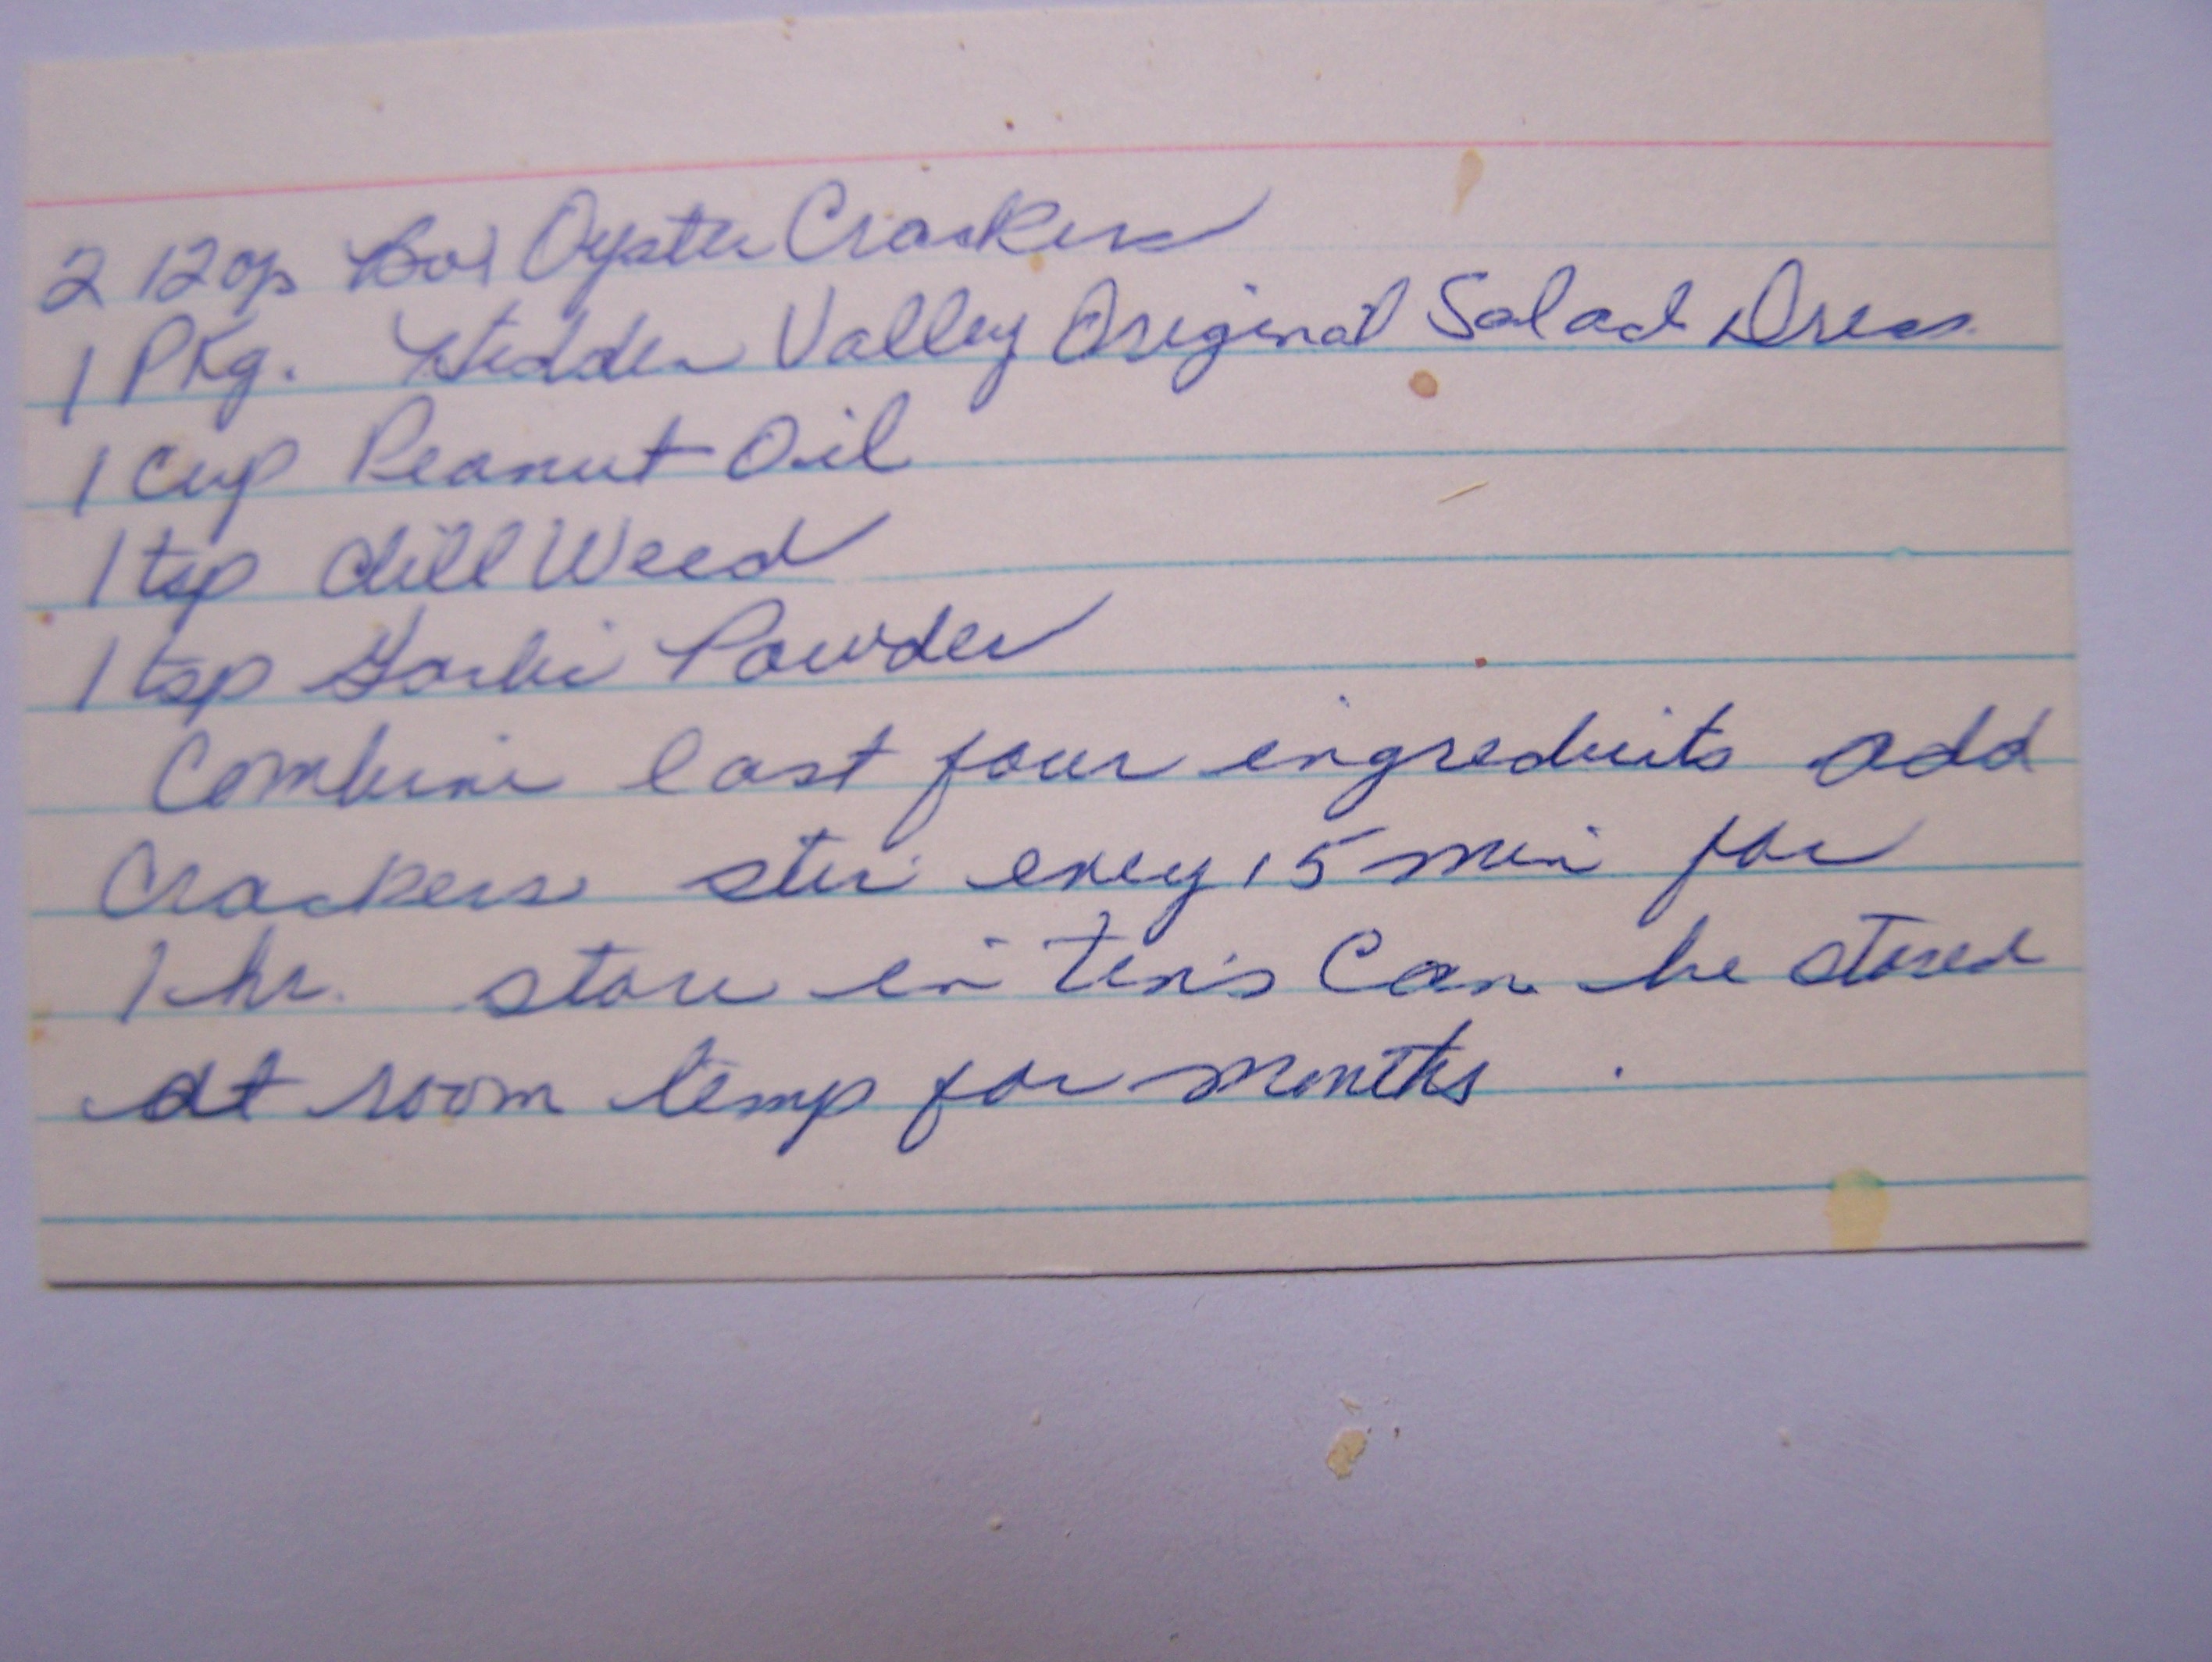 2 12 oz Box Oyster Crackers
1 Pkg. Hidden Valley Original Salad Dress.
1 Cup Peanut Oil
1 tsp dill Weed
1 tsp Garlic Powder
Combine last four ingredients add
Crackers stir every 15 min for
1 hr. store in tins Can be stored
at room temp for months.